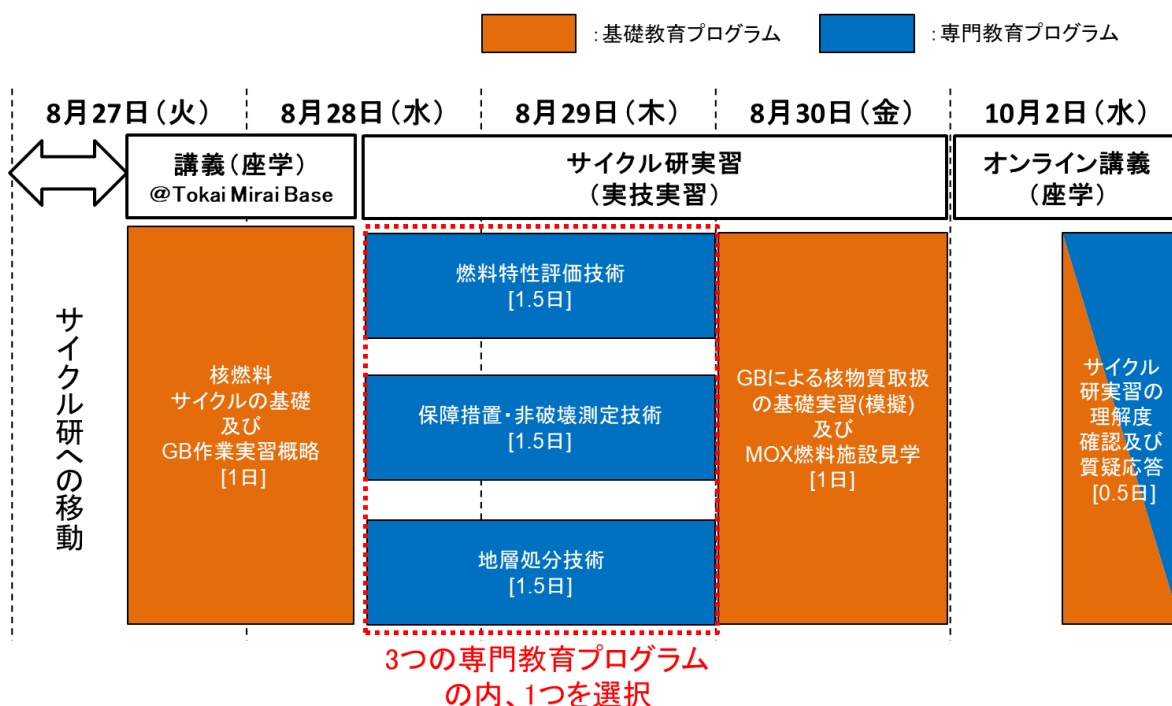 ：基礎教育プログラム
：専門教育プログラム
8月27日（火）
8月28日（水）
8月29日（木）
8月30日（金）
10月2日（水）
講義（座学）
@Tokai Mirai Base
サイクル研実習
（実技実習）
オンライン講義
（座学）
サイクル研への移動
核燃料
サイクルの基礎
及び
GB作業実習概略
[1日]
燃料特性評価技術
[1.5日]
保障措置・非破壊測定技術
[1.5日]
地層処分技術
[1.5日]
GBによる核物質取扱
の基礎実習(模擬)
及び
MOX燃料施設見学
[1日]
サイクル
研実習の
理解度
確認及び
質疑応答
[0.5日]
3つの専門教育プログラム
の内、1つを選択